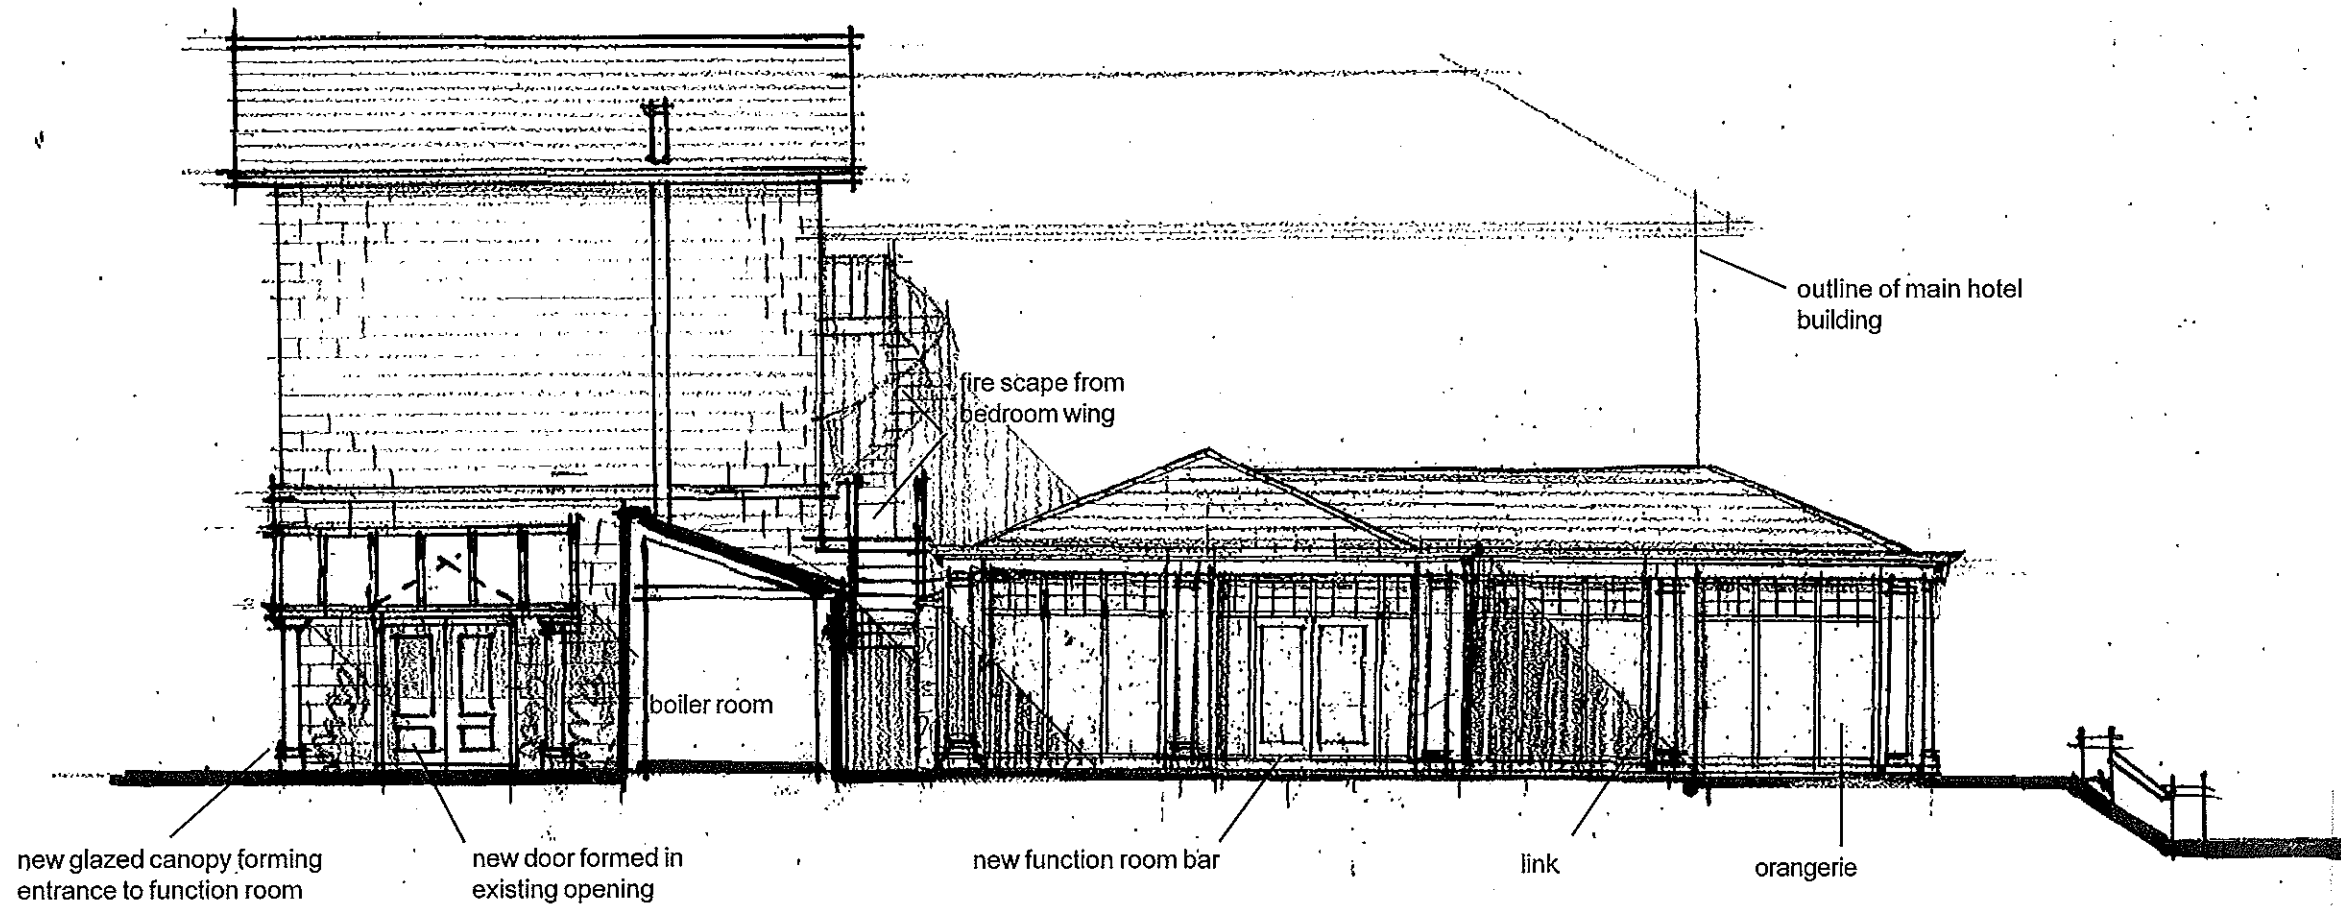 outline of main hotel
building
fire scape from
bedroom wing
boiler room
new glazed canopy forming
entrance to function room
new door formed in
existing opening
new function room bar
link
orangerie